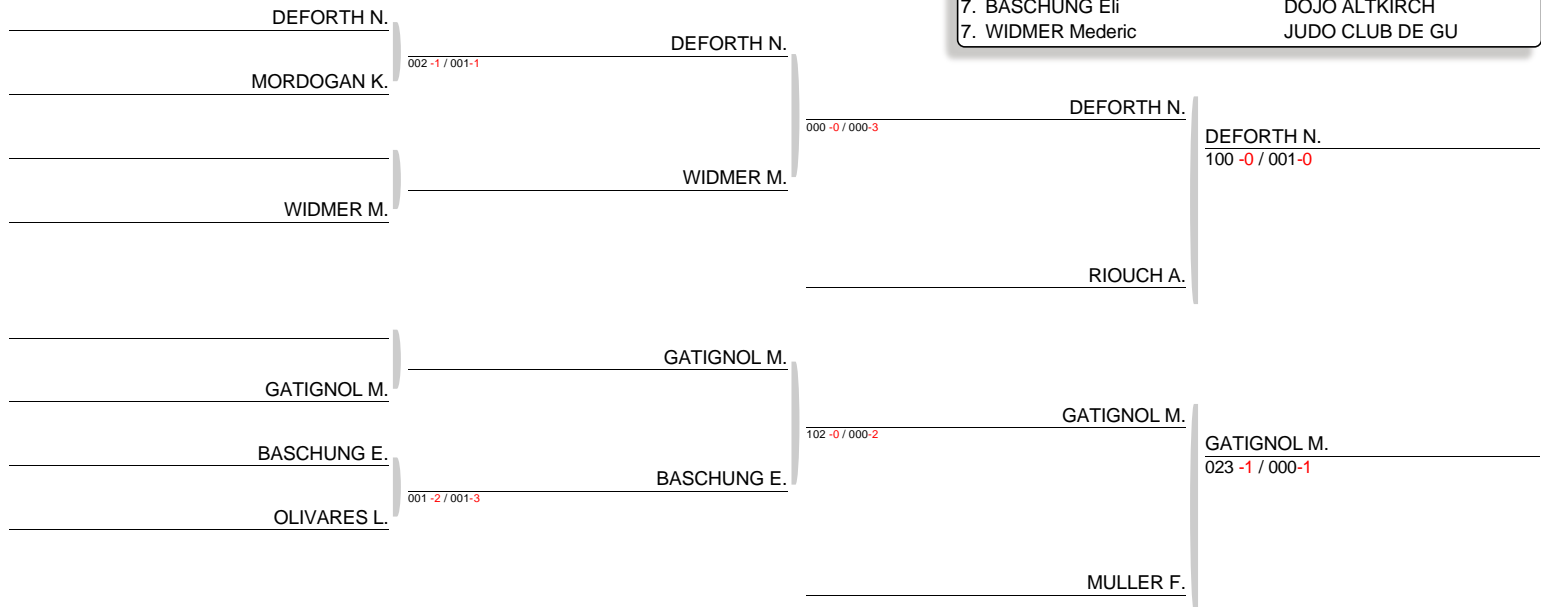 7. BASCHUNG Eli DOJO ALTKIRCH
7. WIDMER Mederic JUDO CLUB DE GU
DEFORTH N.
MORDOGAN K.
WIDMER M.
GATIGNOL M.
BASCHUNG E.
OLIVARES L.
DEFORTH N.
002 -1 / 001-1
WIDMER M.
GATIGNOL M.
BASCHUNG E.
001 -2 / 001-3
DEFORTH N.
000 -0 / 000-3
RIOUCH A.
GATIGNOL M.
102 -0 / 000-2
MULLER F.
DEFORTH N.
100 -0 / 001-0
GATIGNOL M.
023 -1 / 000-1